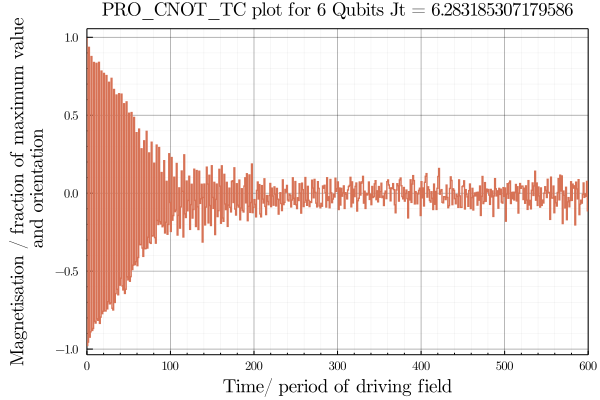 PRO_CNOT_TC plot for 6 Qubits Jt = 6.283185307179586
Magnetisation / fraction of maximum value
and orientation
1.0
0.5
0.0
−0.5
−1.0
0 100 200 300 400 500 600
Time/ period of driving field